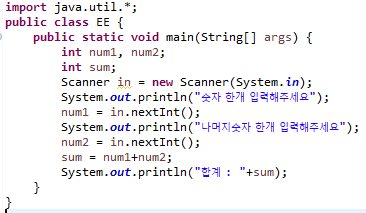 import java.util.*;
public class EE {
    public static void main(String[] args) {
        int num1, num2;
        int sum;
        Scanner in = new Scanner(System.in);
        System.out.println("숫자 한개 입력해주세요");
        num1 = in.nextInt();
        System.out.println("나머지숫자 한개 입력해주세요");
        num2 = in.nextInt();
        sum = num1+num2;
        System.out.println("합계 : "+sum);
    }
}